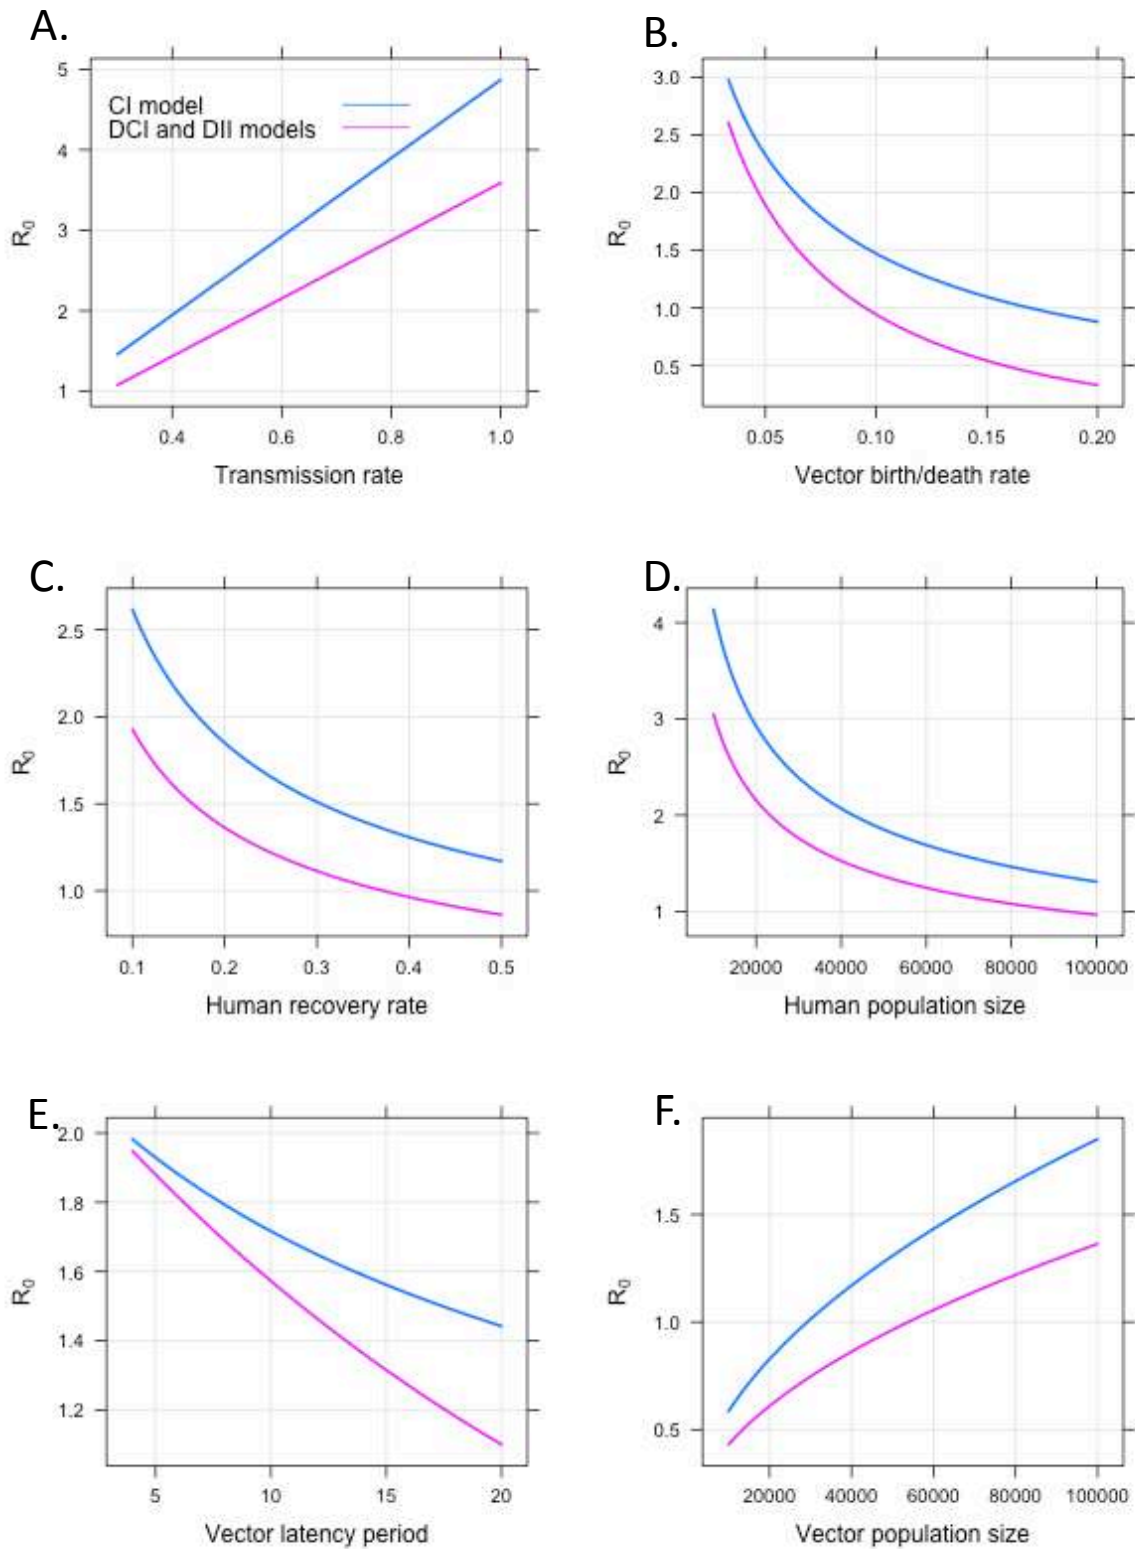 A.
5
4
3
2
1
R0
CI model
DCI and DII models
0.4 0.6 0.8 1.0
Transmission rate
B.
3.0
2.5
2.0
1.5
1.0
0.5
R0
0.05 0.10 0.15 0.20
Vector birth/death rate
C.
2.5
2.0
1.5
1.0
R0
0.1 0.2 0.3 0.4 0.5
Human recovery rate
D.
4
3
2
1
R0
20000 40000 60000 80000 100000
Human population size
E.
2.0
1.8
1.6
1.4
1.2
R0
5 10 15 20
Vector latency period
F.
1.5
1.0
0.5
R0
20000 40000 60000 80000 100000
Vector population size